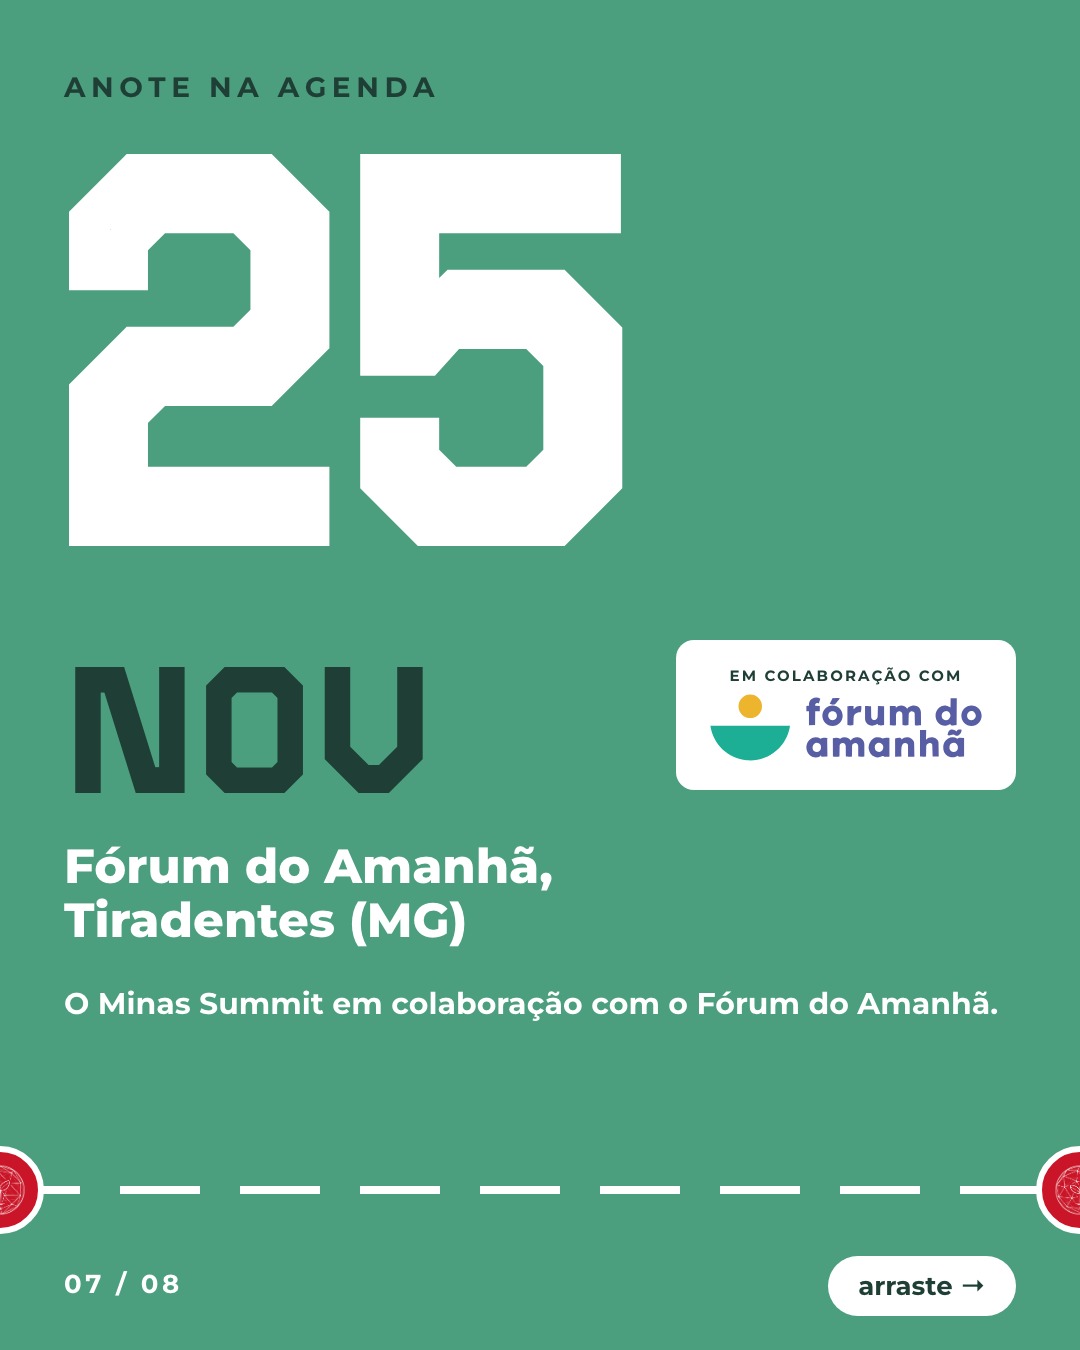 ANOTE NA AGENDA
25
NOV
EM COLABORAÇÃO COM
fórum do
amanhã
Fórum do Amanhã,
Tiradentes (MG)
O Minas Summit em colaboração com o Fórum do Amanhã.
07 / 08
arraste →